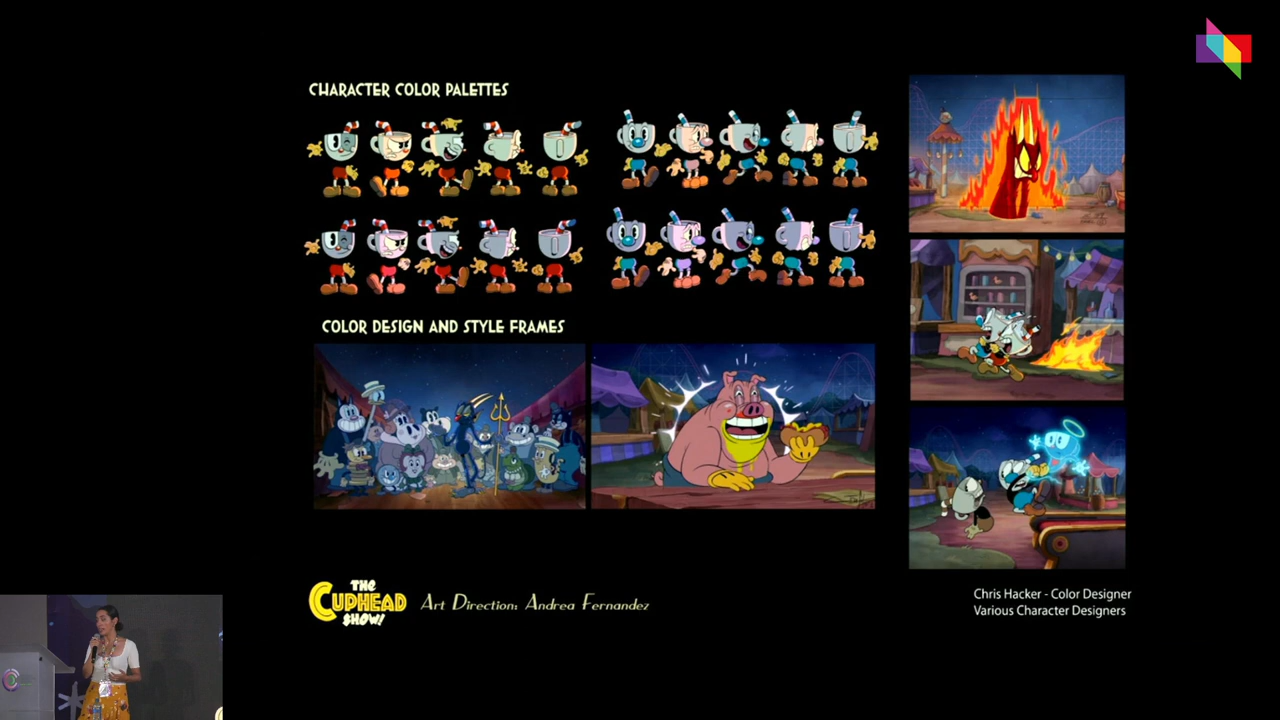 CHARACTER COLOR PALETTES
COLOR DESIGN AND STYLE FRAMES
THE
CUPHEAD
SHOW!
Art Direction: Andrea Fernandez
Chris Hacker - Color Designer
Various Character Designers